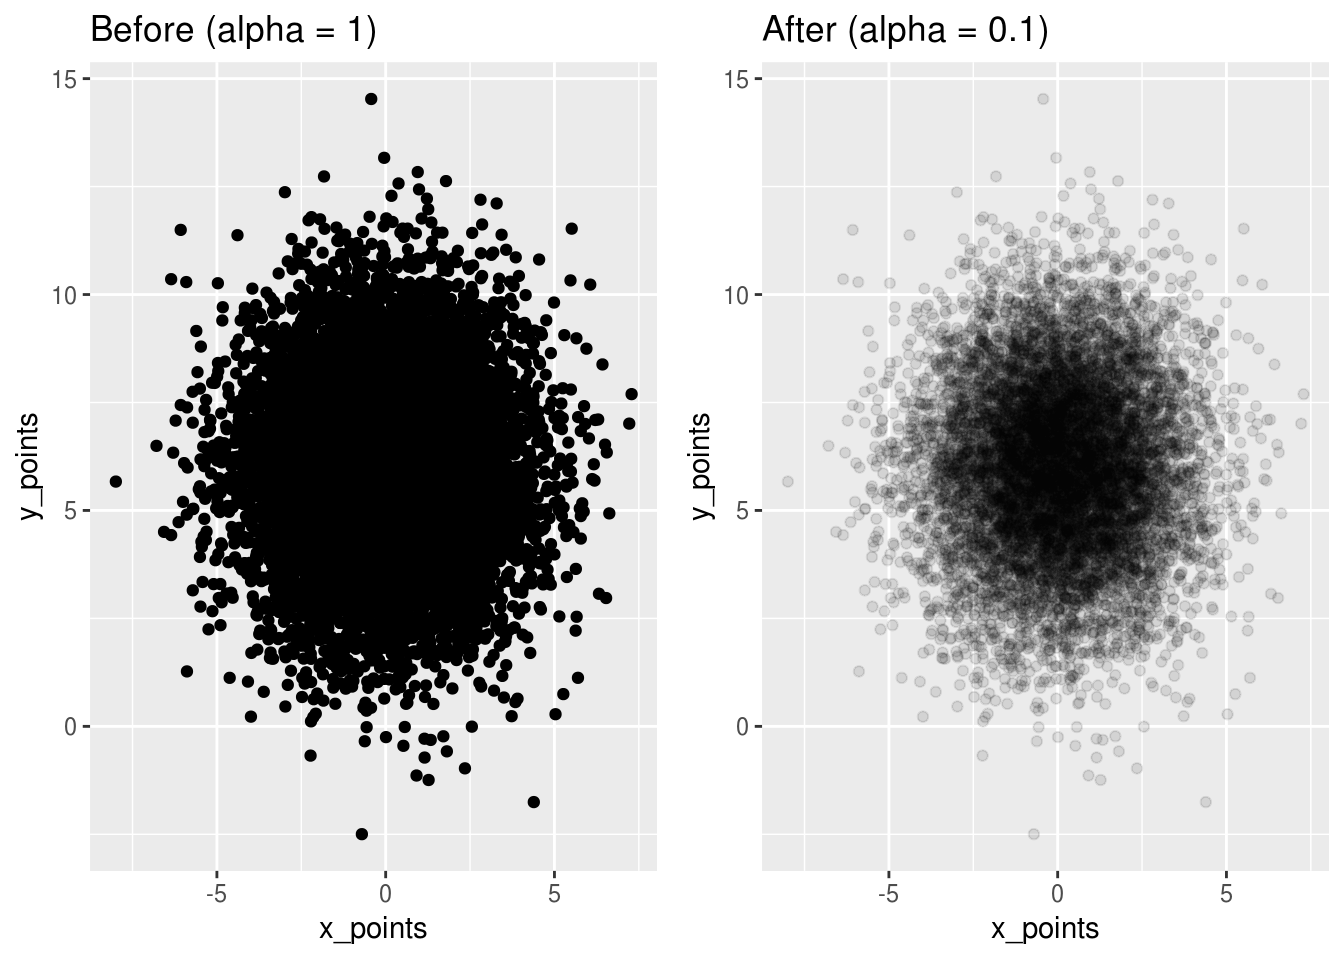 Before (alpha = 1)
15
10
5
0
y_points
-5 0 5
x_points
After (alpha = 0.1)
15
10
5
0
y_points
-5 0 5
x_points